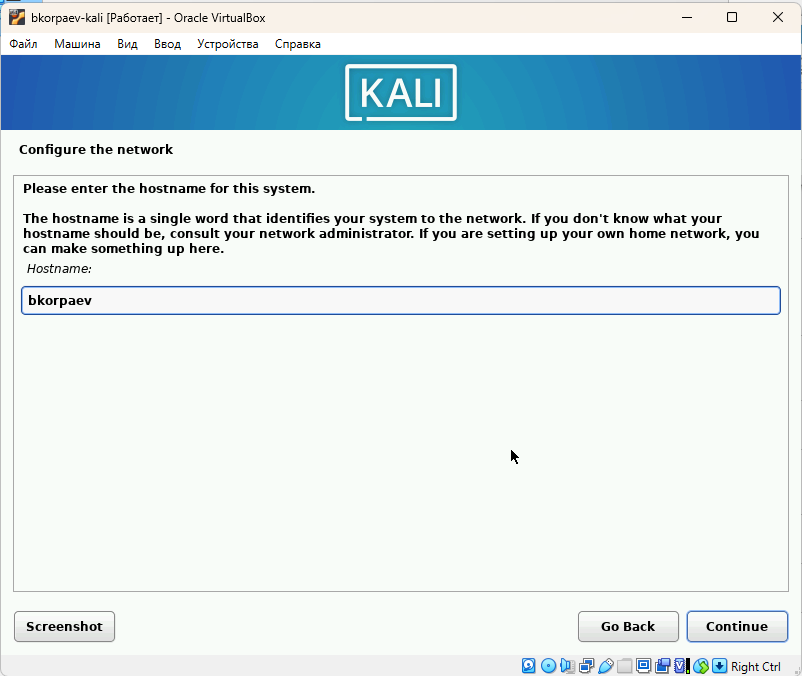 bkorpaev-kali [Работает] - Oracle VirtualBox
Файл Машина Вид Ввод Устройства Справка
KALI
Configure the network
Please enter the hostname for this system.
The hostname is a single word that identifies your system to the network. If you don't know what your
hostname should be, consult your network administrator. If you are setting up your own home network, you
can make something up here.
Hostname:
bkorpaev
Screenshot Go Back Continue
Right Ctrl